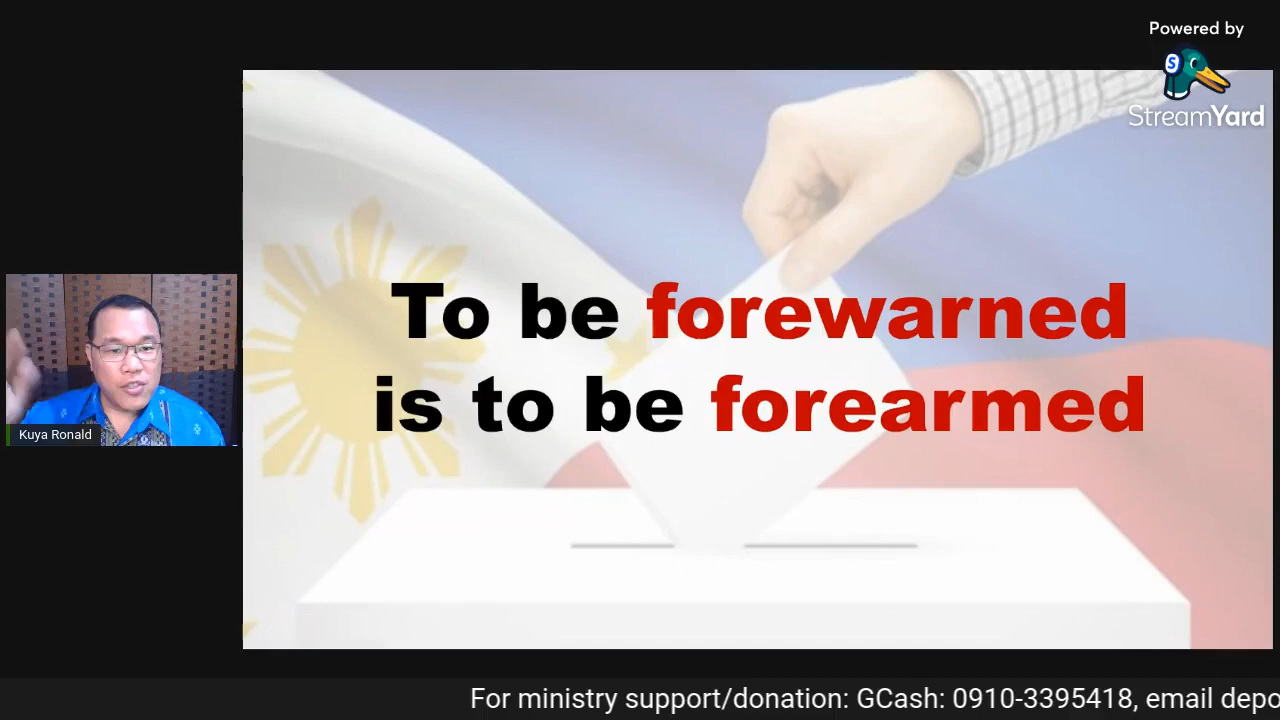 Powered by
S
StreamYard
To be forewarned
is to be forearmed
Kuya Ronald
For ministry support/donation: GCash: 0910-3395418, email depo